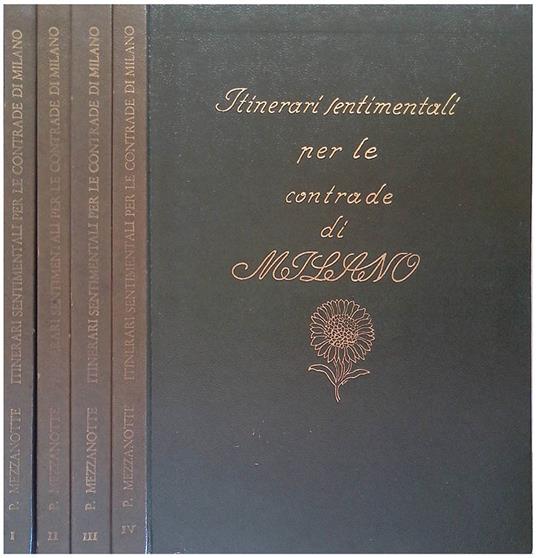 I P. MEZZANOTTE ITINERARI SENTIMENTALI PER LE CONTRADE DI MILANO
II P. MEZZANOTTE ITINERARI SENTIMENTALI PER LE CONTRADE DI MILANO
III P. MEZZANOTTE ITINERARI SENTIMENTALI PER LE CONTRADE DI MILANO
IV P. MEZZANOTTE ITINERARI SENTIMENTALI PER LE CONTRADE DI MILANO
Itinerari sentimentali
per le
contrade
di
MILANO